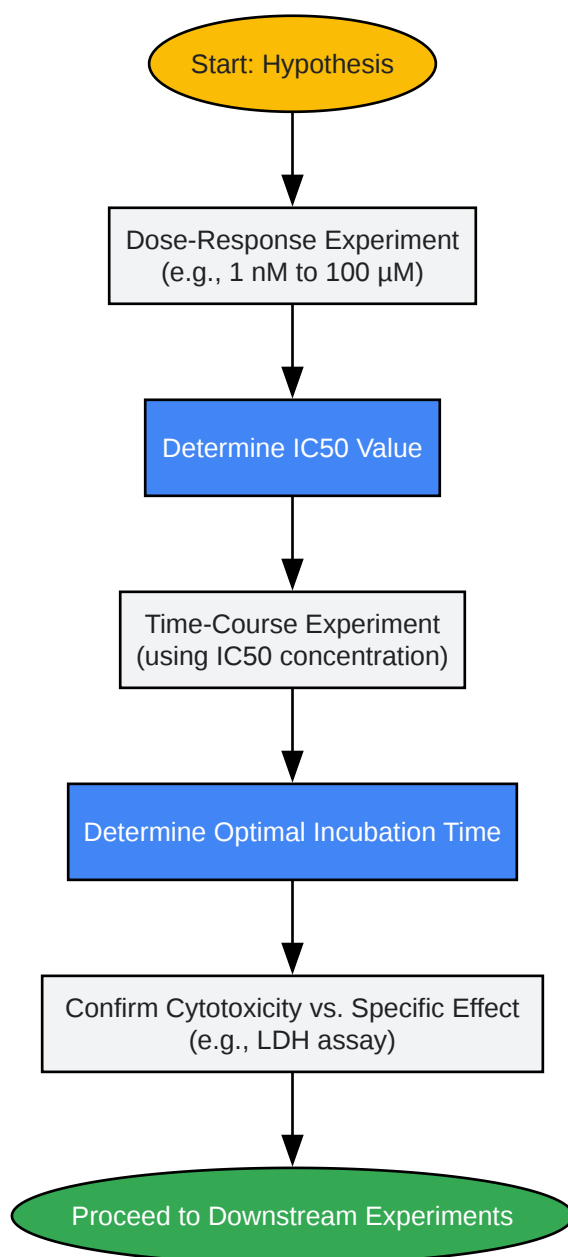 Start: Hypothesis
Dose-Response Experiment
(e.g., 1 nM to 100 µM)
Determine IC50 Value
Time-Course Experiment
(using IC50 concentration)
Determine Optimal Incubation Time
Confirm Cytotoxicity vs. Specific Effect
(e.g., LDH assay)
Proceed to Downstream Experiments